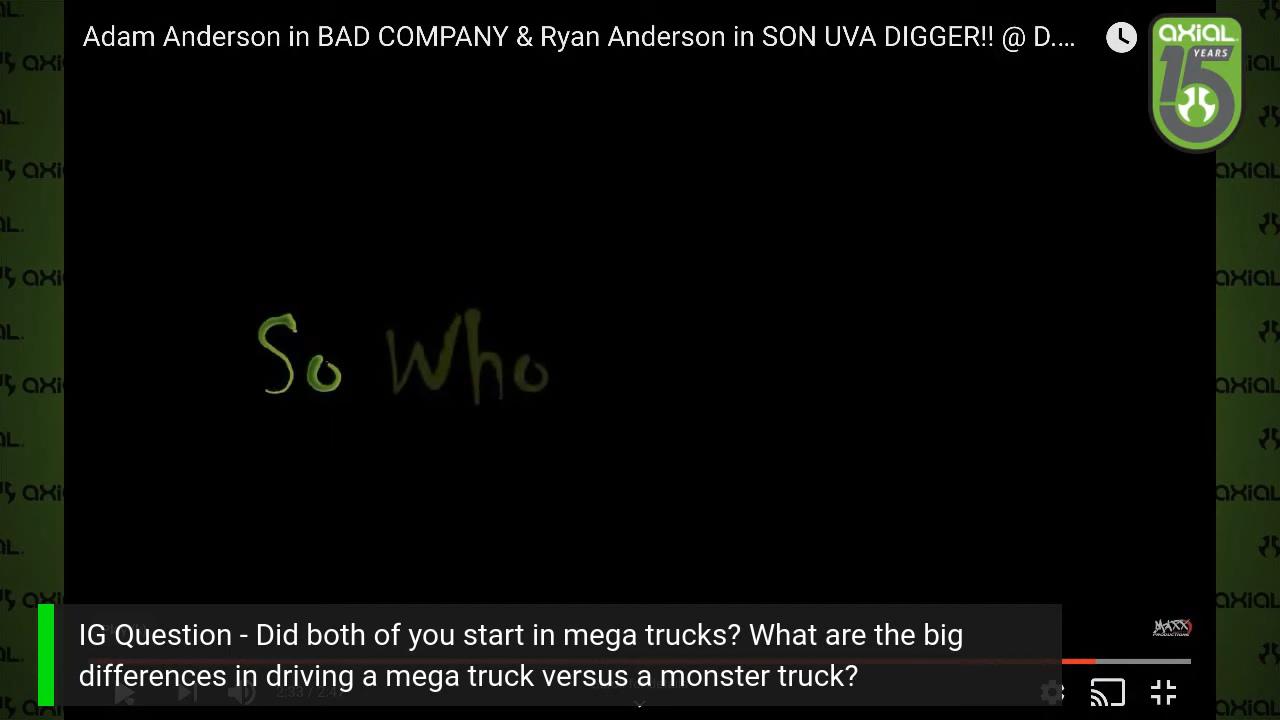 Adam Anderson in BAD COMPANY & Ryan Anderson in SON UVA DIGGER!! @ D....
AXIAL
YEARS
15
So Who
IG Question - Did both of you start in mega trucks? What are the big
differences in driving a mega truck versus a monster truck?
MAXX
PRODUCTIONS